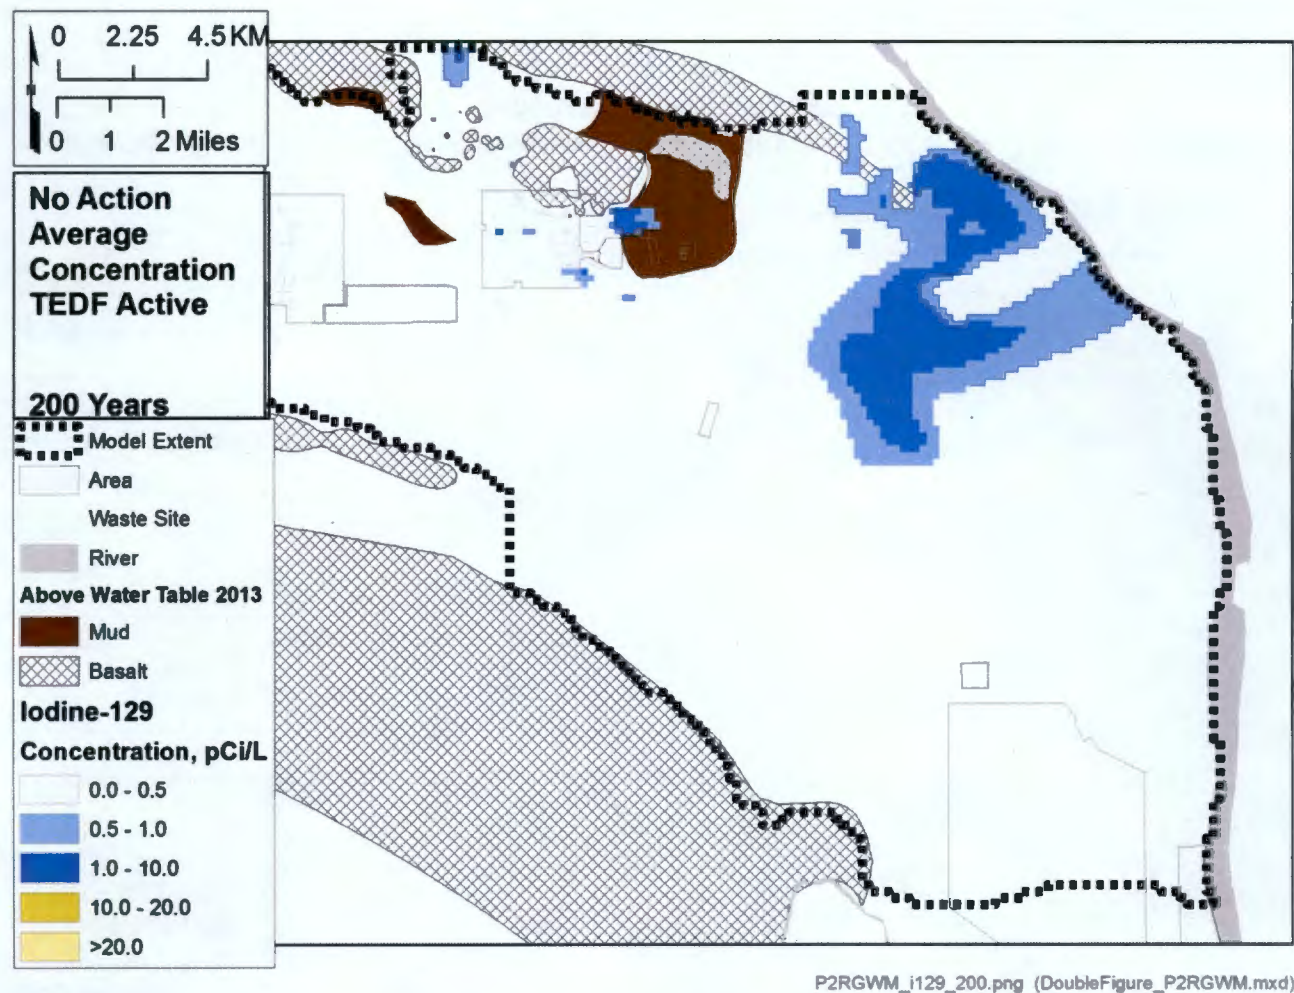 0 2.25 4.5 KM
0 1 2 Miles
No Action
Average
Concentration
TEDF Active
200 Years
Model Extent
Area
Waste Site
River
Above Water Table 2013
Mud
Basalt
Iodine-129
Concentration, pCi/L
0.0 - 0.5
0.5 - 1.0
1.0 - 10.0
10.0 - 20.0
>20.0
P2RGWM_i129_200.png (DoubleFigure_P2RGWM.mxd)